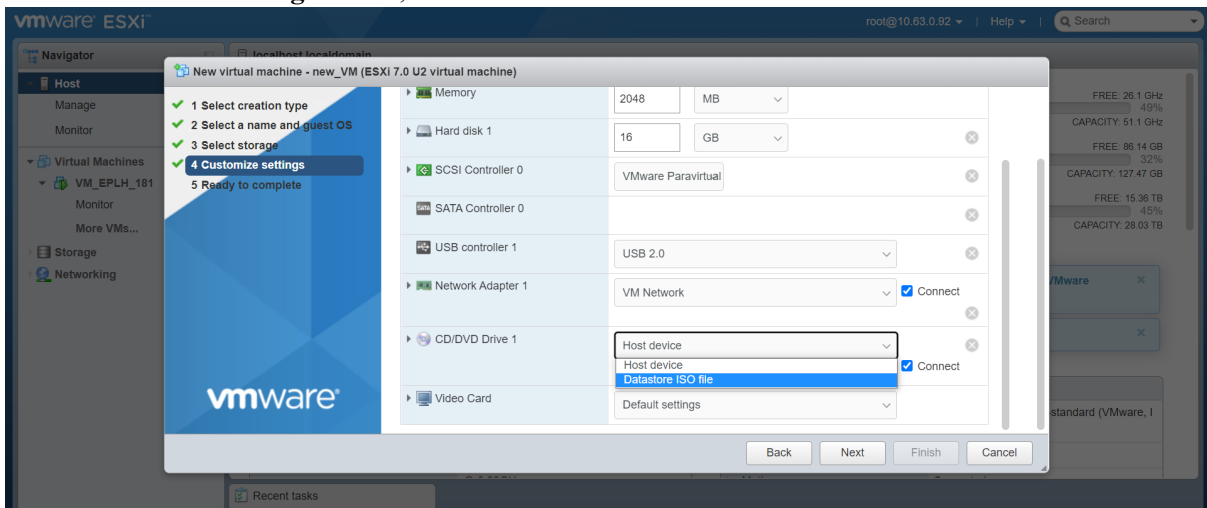 vmware ESXi™
root@10.63.0.92 | Help | Search
Navigator
localhost.localdomain
Host
Manage
Monitor
Virtual Machines
VM_EPLH_181
Monitor
More VMs...
Storage
Networking
New virtual machine - new_VM (ESXi 7.0 U2 virtual machine)
1 Select creation type
2 Select a name and guest OS
3 Select storage
4 Customize settings
5 Ready to complete
vmware®
Memory
2048 MB
Hard disk 1
16 GB
SCSI Controller 0
VMware Paravirtual
SATA
SATA Controller 0
USB controller 1
USB 2.0
Network Adapter 1
VM Network
Connect
CD/DVD Drive 1
Host device
Host device
Datastore ISO file
Connect
Video Card
Default settings
Back Next Finish Cancel
FREE: 26.1 GHz
49%
CAPACITY: 51.1 GHz
FREE: 86.14 GB
32%
CAPACITY: 127.47 GB
FREE: 15.36 TB
45%
CAPACITY: 28.03 TB
/Mware
-standard (VMware, I
Recent tasks